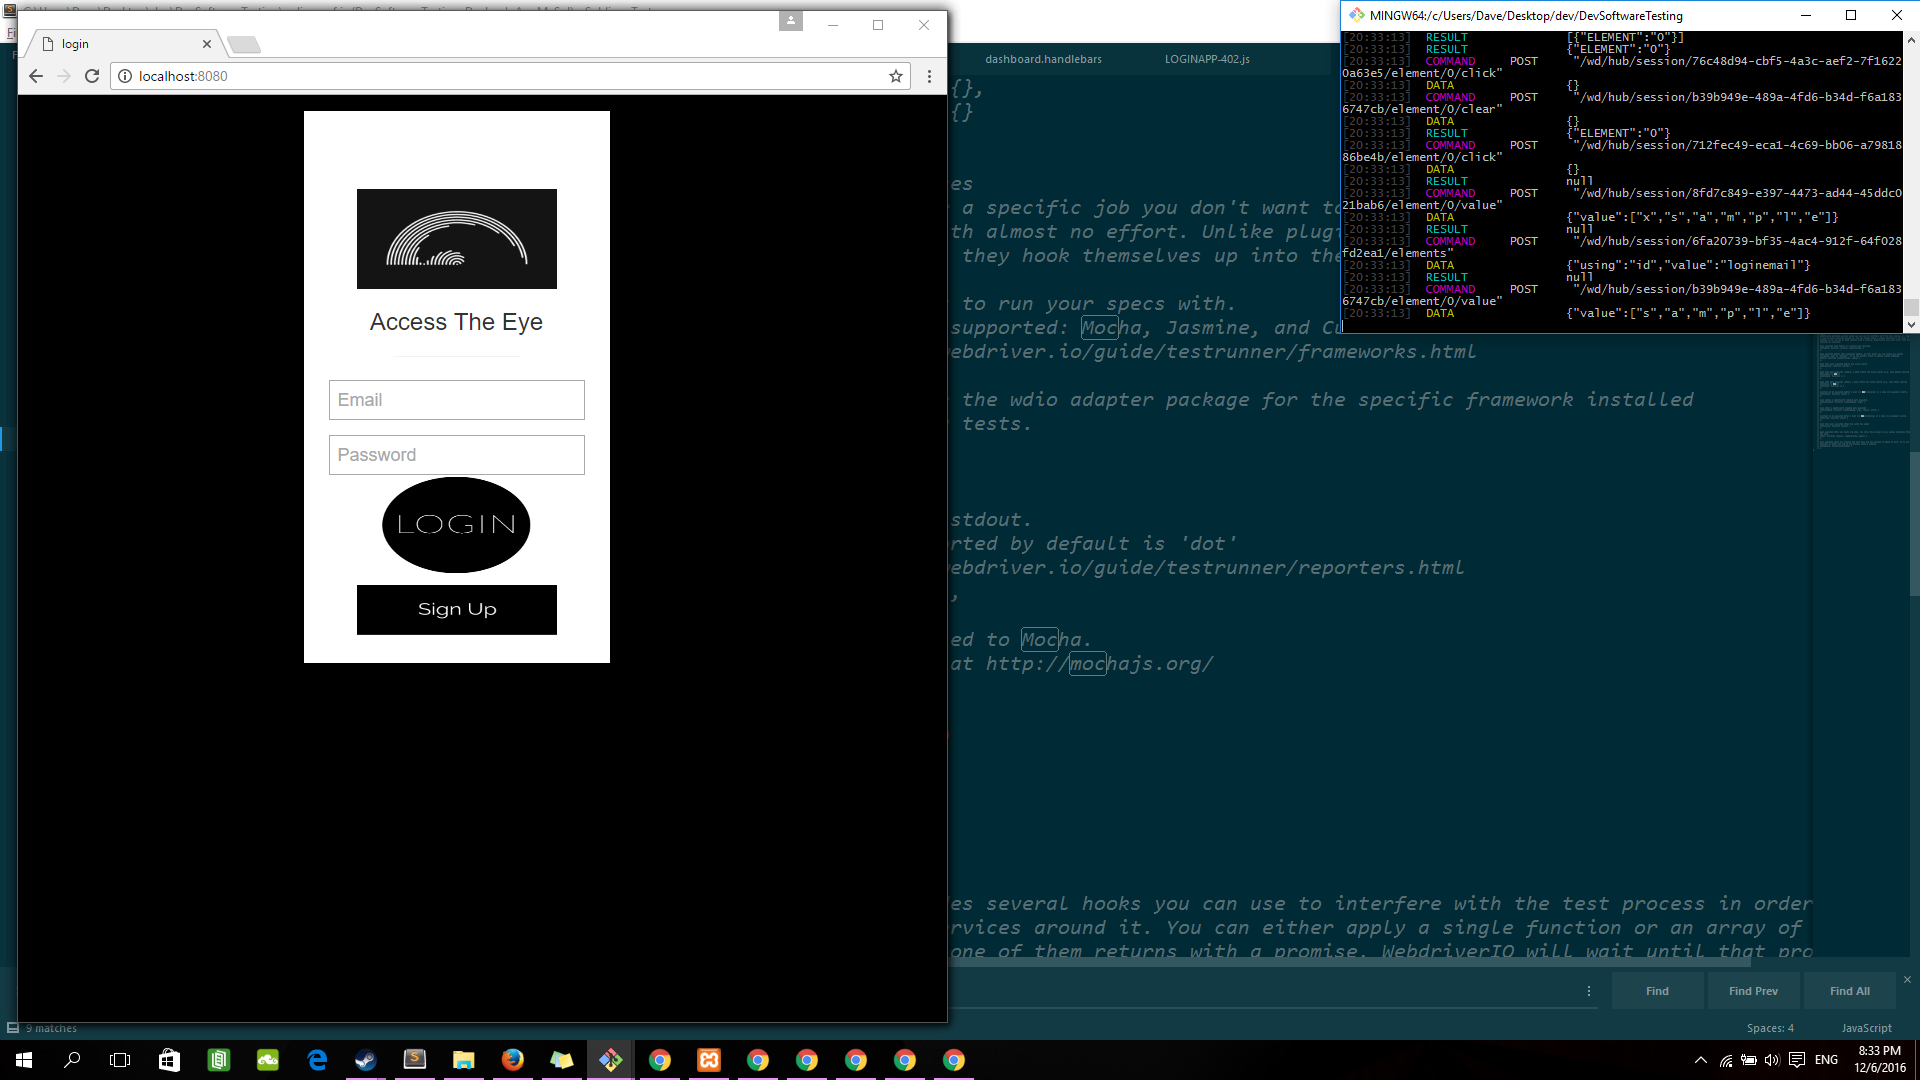 login
localhost:8080
Access The Eye
Email
Password
LOGIN
Sign Up
dashboard.handlebars
LOGINAPP-402.js
{},
{}
es
a specific job you don't want to
th almost no effort. Unlike plug
they hook themselves up into the
to run your specs with.
supported: Mocha, Jasmine, and Cu
ebdriver.io/guide/testrunner/frameworks.html
the wdio adapter package for the specific framework installed
tests.
stdout.
rted by default is 'dot'
ebdriver.io/guide/testrunner/reporters.html
,
ed to Mocha.
at http://mochajs.org/
es several hooks you can use to interfere with the test process in order
rvices around it. You can either apply a single function or an array of
one of them returns with a promise, WebdriverIO will wait until that pro
MINGW64:/c/Users/Dave/Desktop/dev/DevSoftwareTesting
[20:33:13] RESULT [{"ELEMENT":"0"}]
[20:33:13] RESULT {"ELEMENT":"0"}
[20:33:13] COMMAND POST "/wd/hub/session/76c48d94-cbf5-4a3c-aef2-7f1622
0a63e5/element/0/click"
[20:33:13] DATA {}
[20:33:13] COMMAND POST "/wd/hub/session/b39b949e-489a-4fd6-b34d-f6a183
6747cb/element/0/clear"
[20:33:13] DATA {}
[20:33:13] RESULT {"ELEMENT":"0"}
[20:33:13] COMMAND POST "/wd/hub/session/712fec49-eca1-4c69-bb06-a79818
86be4b/element/0/click"
[20:33:13] DATA {}
[20:33:13] RESULT null
[20:33:13] COMMAND POST "/wd/hub/session/8fd7c849-e397-4473-ad44-45ddc0
21bab6/element/0/value"
[20:33:13] DATA {"value":["x","s","a","m","p","l","e"]}
[20:33:13] RESULT null
[20:33:13] COMMAND POST "/wd/hub/session/6fa20739-bf35-4ac4-912f-64f028
fd2ea1/elements"
[20:33:13] DATA {"using":"id","value":"loginemail"}
[20:33:13] RESULT null
[20:33:13] COMMAND POST "/wd/hub/session/b39b949e-489a-4fd6-b34d-f6a183
6747cb/element/0/value"
[20:33:13] DATA {"value":["s","a","m","p","l","e"]}
Find
Find Prev
Find All
9 matches
Spaces: 4
JavaScript
ENG
8:33 PM
12/6/2016